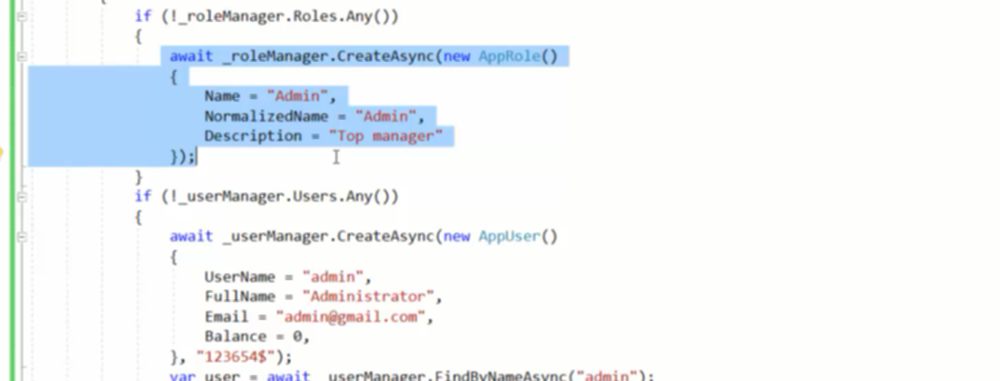 if (!_roleManager.Roles.Any())
{
await _roleManager.CreateAsync(new AppRole()
{
Name = "Admin",
NormalizedName = "Admin",
Description = "Top manager"
});
}
if (!_userManager.Users.Any())
{
await _userManager.CreateAsync(new AppUser()
{
UserName = "admin",
FullName = "Administrator",
Email = "admin@gmail.com",
Balance = 0,
}, "123654$");
var user = await _userManager.FindByNameAsync("admin");